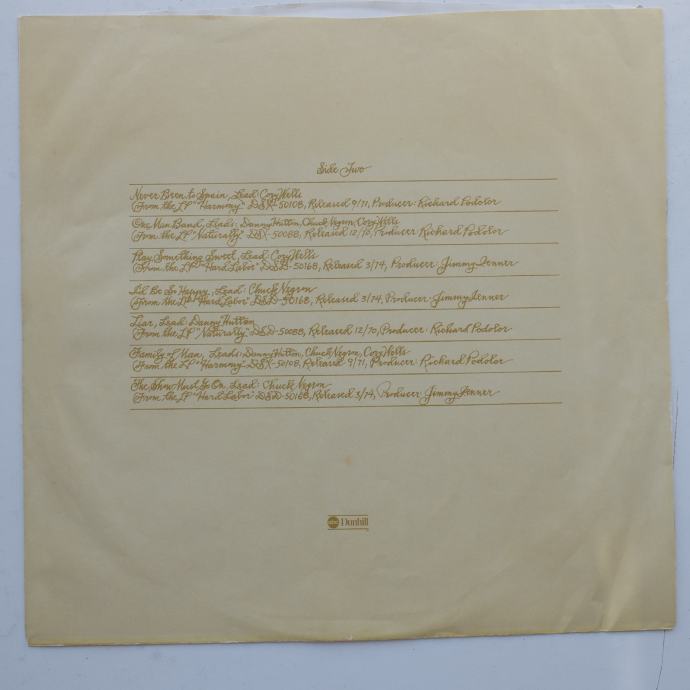 Side Two
Never Been to Spain, Lead: Cory Wells
(From the LP "Harmony" DSX-50108, Released 9/71, Producer: Richard Podolor
One Man Band, Leads: Danny Hutton, Chuck Negron, Cory Wells
(From the LP "Naturally" DSX-50088, Released 12/70, Producer Richard Podolor
Play Something Sweet, Lead: Cory Wells
(From the LP "Hard Labor" DSD-50168, Released 3/74, Producer: Jimmy Ienner
I'd Be So Happy, Lead: Chuck Negron
(From the LP "Hard Labor" DSD-50168, Released 3/74, Producer: Jimmy Ienner
Liar, Lead: Danny Hutton
(From the LP "Naturally" DSD-50088, Released 12/70, Producer: Richard Podolor
Family of Man, Leads: Danny Hutton, Chuck Negron, Cory Wells
(From the LP "Harmony" DSX-50108, Released 9/71, Producer: Richard Podolor
The Show Must Go On, Lead: Chuck Negron
(From the LP "Hard Labor" DSD-50168, Released 3/74, Producer: Jimmy Ienner
abc Dunhill